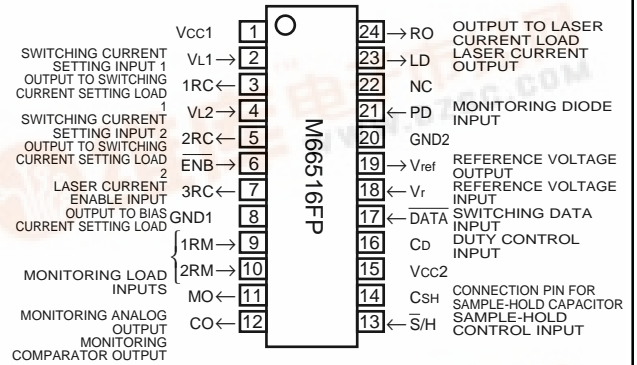 Vcc1 1
SWITCHING CURRENT
SETTING INPUT 1
VL1→ 2
OUTPUT TO SWITCHING
CURRENT SETTING LOAD
1
1RC← 3
SWITCHING CURRENT
SETTING INPUT 2
VL2→ 4
OUTPUT TO SWITCHING
CURRENT SETTING LOAD
2
2RC← 5
LASER CURRENT
ENABLE INPUT
ENB→ 6
OUTPUT TO BIAS
CURRENT SETTING LOAD
3RC← 7
GND1 8
MONITORING LOAD
INPUTS
1RM→ 9
2RM→ 10
MONITORING ANALOG
OUTPUT
MO← 11
MONITORING
COMPARATOR OUTPUT
CO← 12
M66516FP
24 →RO OUTPUT TO LASER
CURRENT LOAD
23 →LD LASER CURRENT
OUTPUT
22 NC
21 ←PD MONITORING DIODE
INPUT
20 GND2
19 →Vref REFERENCE VOLTAGE
OUTPUT
18 ←Vr REFERENCE VOLTAGE
INPUT
17 ←DATA SWITCHING DATA
INPUT
16 CD DUTY CONTROL
INPUT
15 Vcc2
14 CSH CONNECTION PIN FOR
SAMPLE-HOLD CAPACITOR
13 ←S/H SAMPLE-HOLD
CONTROL INPUT